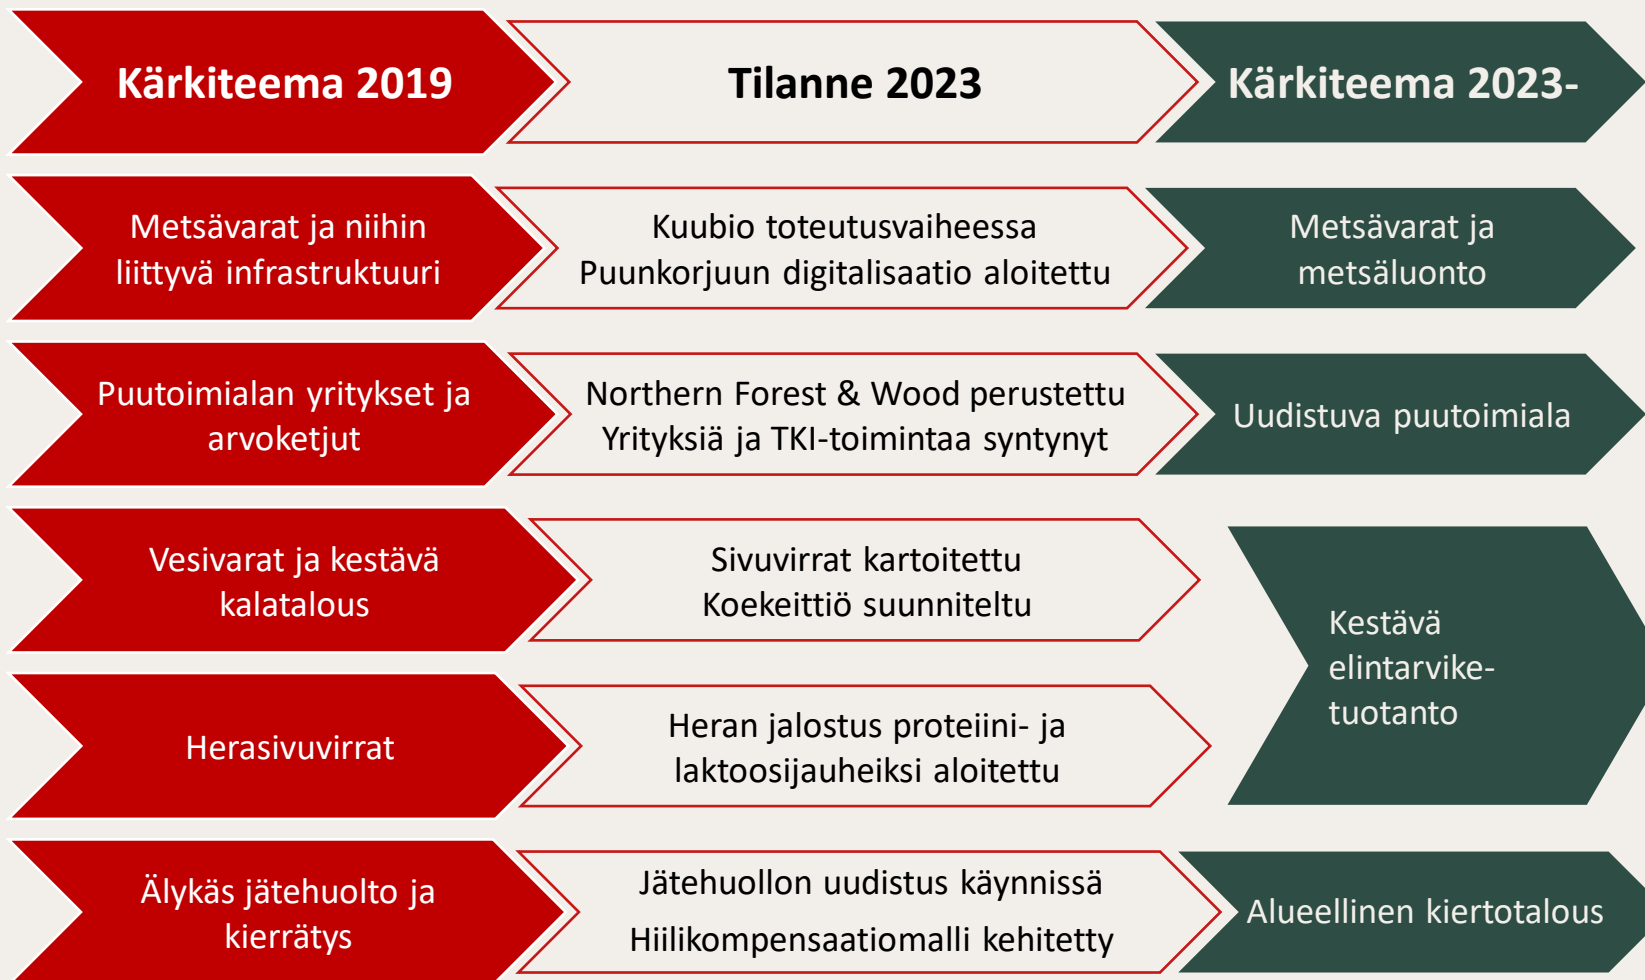 Kärkiteema 2019
Tilanne 2023
Kärkiteema 2023-
Metsävarat ja niihin
liittyvä infrastruktuuri
Kuubio toteutusvaiheessa
Puunkorjuun digitalisaatio aloitettu
Metsävarat ja
metsäluonto
Puutoimialan yritykset ja
arvoketjut
Northern Forest & Wood perustettu
Yrityksiä ja TKI-toimintaa syntynyt
Uudistuva puutoimiala
Vesivarat ja kestävä
kalatalous
Sivuvirrat kartoitettu
Koekeittiö suunniteltu
Kestävä
elintarvike-
tuotanto
Herasivuvirrat
Heran jalostus proteiini- ja
laktoosijauheiksi aloitettu
Älykäs jätehuolto ja
kierrätys
Jätehuollon uudistus käynnissä
Hiilikompensaatiomalli kehitetty
Alueellinen kiertotalous